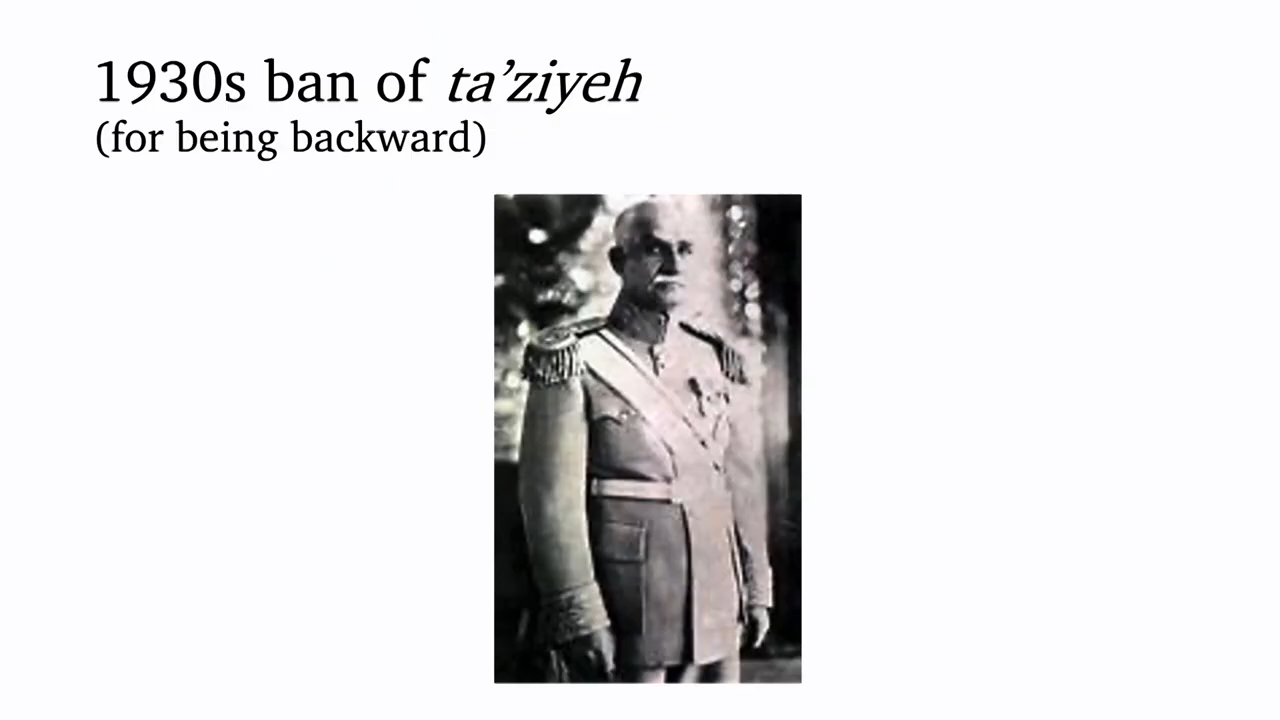 1930s ban of ta’ziyeh
(for being backward)